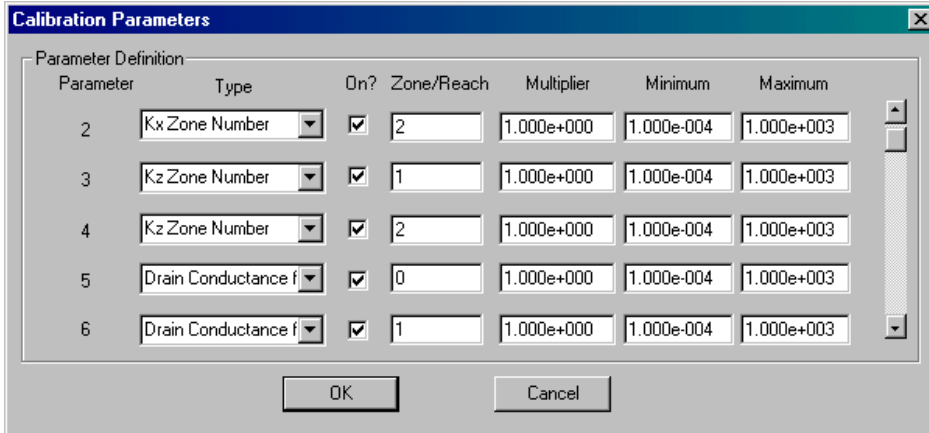 Calibration Parameters
Parameter Definition
Parameter Type On? Zone/Reach Multiplier Minimum Maximum
2 Kx Zone Number 2 1.000e+000 1.000e-004 1.000e+003
3 Kz Zone Number 1 1.000e+000 1.000e-004 1.000e+003
4 Kz Zone Number 2 1.000e+000 1.000e-004 1.000e+003
5 Drain Conductance f 0 1.000e+000 1.000e-004 1.000e+003
6 Drain Conductance f 1 1.000e+000 1.000e-004 1.000e+003
OK Cancel